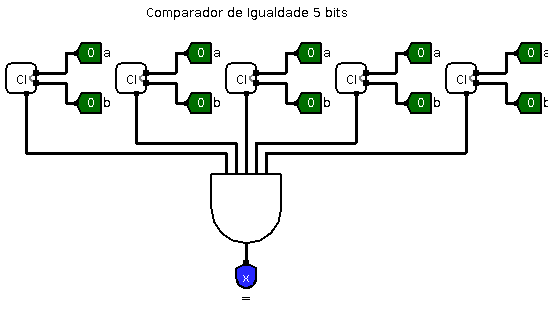 Comparador de Igualdade 5 bits
0 a 0 a 0 a 0 a 0 a
CI CI CI CI CI
0 b 0 b 0 b 0 b 0 b
x
=